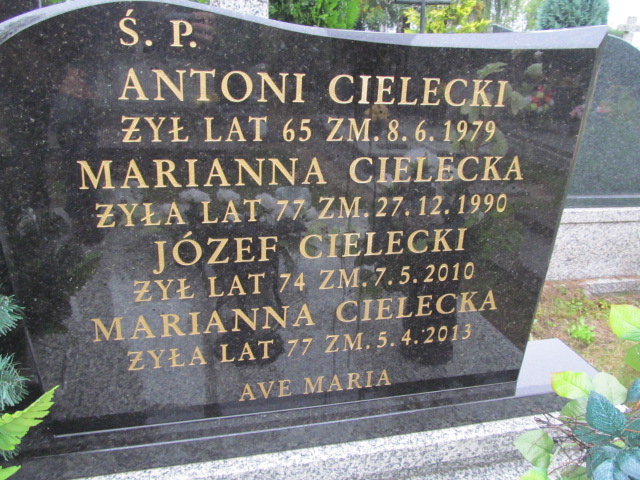 Ś. P.
ANTONI CIELECKI
ŻYŁ LAT 65 ZM. 8. 6. 1979
MARIANNA CIELECKA
ŻYŁA LAT 77 ZM. 27. 12. 1990
JÓZEF CIELECKI
ŻYŁ LAT 74 ZM. 7. 5. 2010
MARIANNA CIELECKA
ŻYŁA LAT 77 ZM. 5. 4. 2013
AVE MARIA